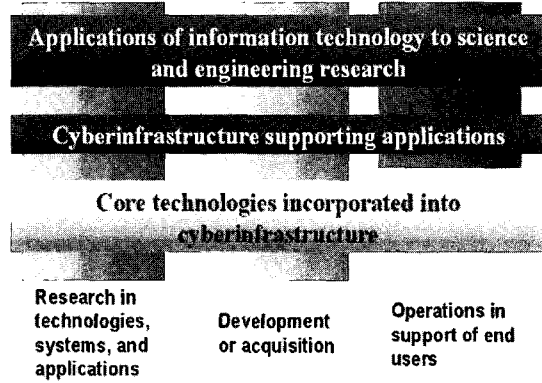 Applications of information technology to science
and engineering research
Cyberinfrastructure supporting applications
Core technologies incorporated into
cyberinfrastructure
Research in
technologies,
systems, and
applications
Development
or acquisition
Operations in
support of end
users